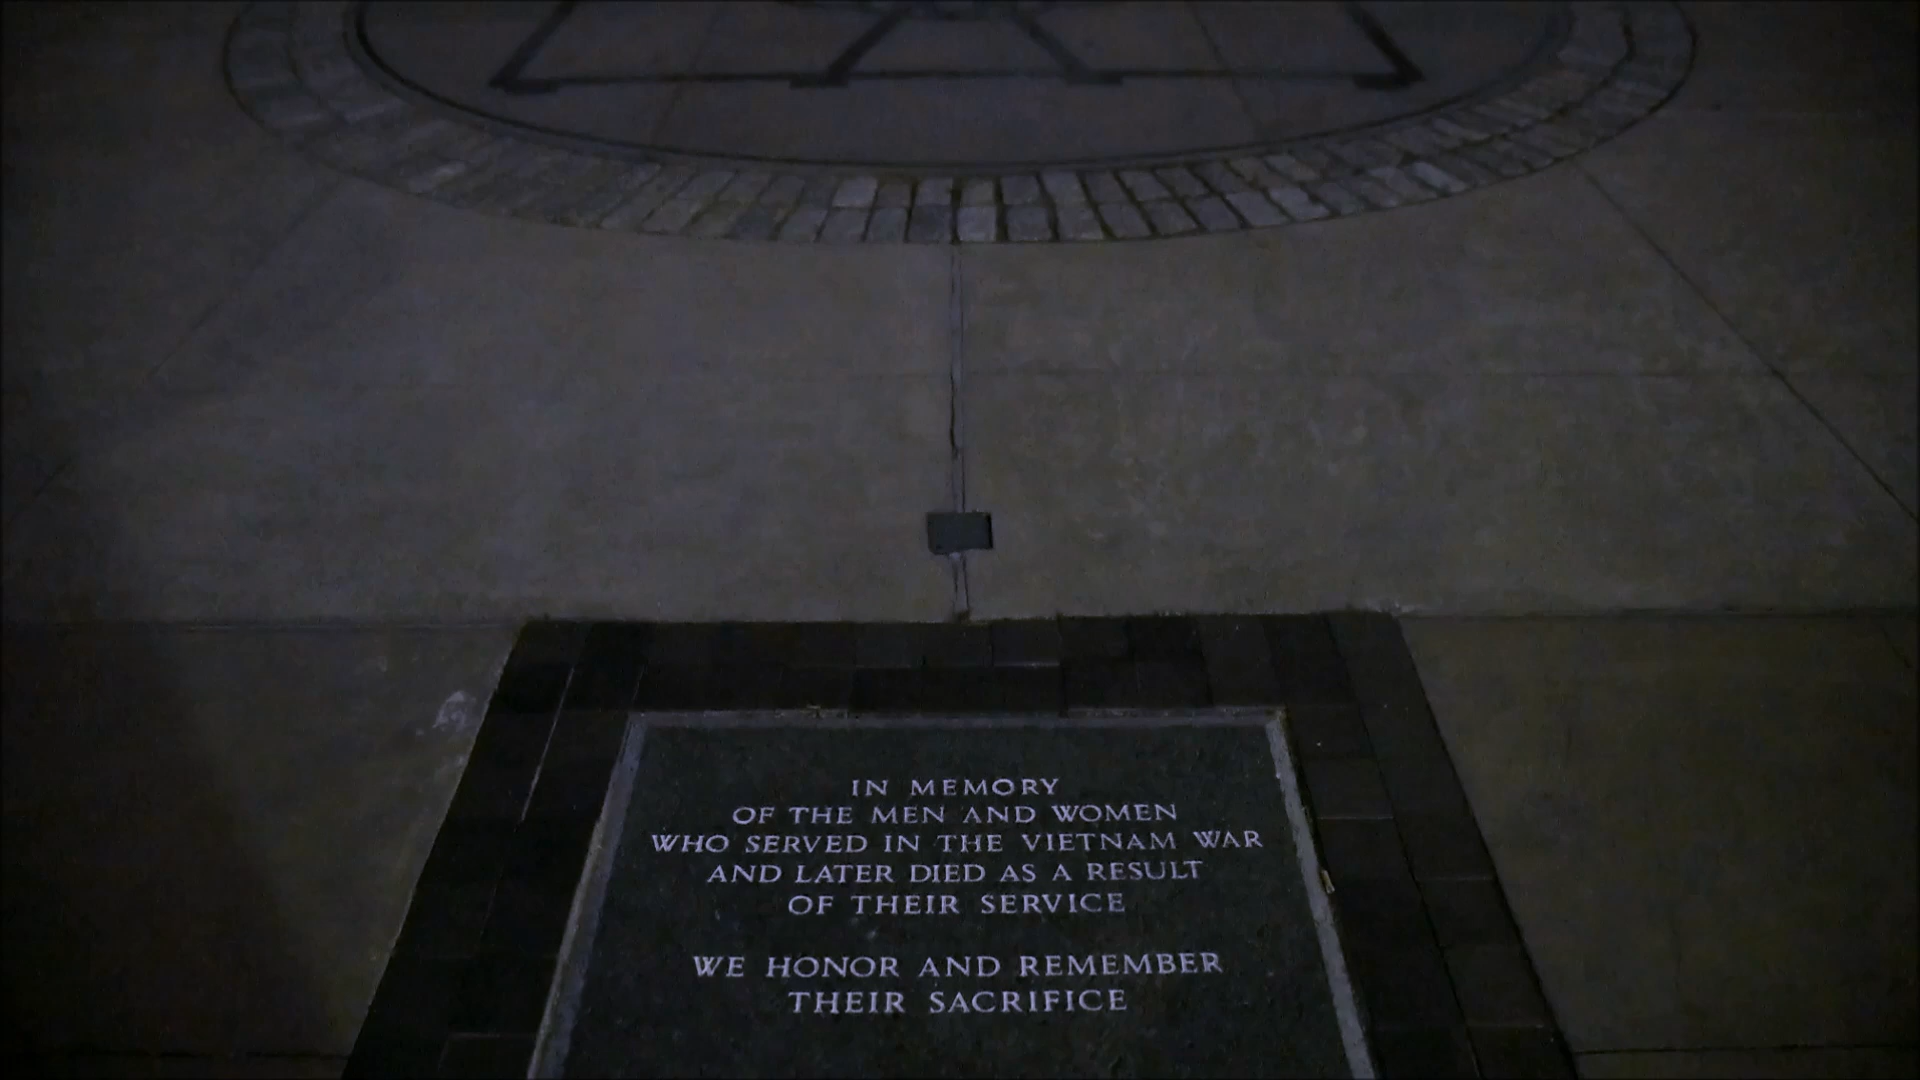 IN MEMORY
OF THE MEN AND WOMEN
WHO SERVED IN THE VIETNAM WAR
AND LATER DIED AS A RESULT
OF THEIR SERVICE
WE HONOR AND REMEMBER
THEIR SACRIFICE